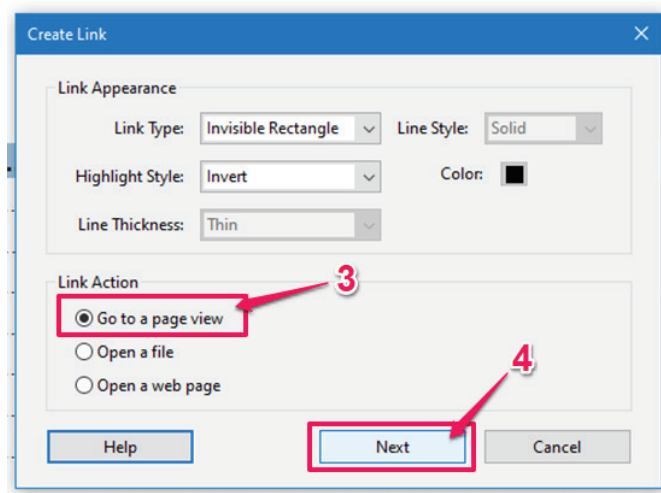 Create Link
Link Appearance
Link Type: Invisible Rectangle Line Style: Solid
Highlight Style: Invert Color:
Line Thickness: Thin
Link Action
3
Go to a page view
Open a file
4
Open a web page
Help Next Cancel